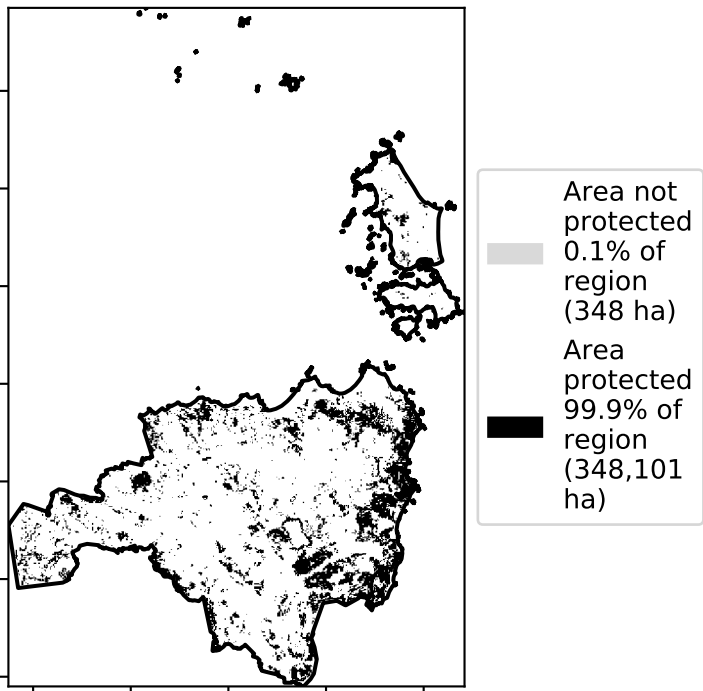 Area not
protected
0.1% of
region
(348 ha)
Area
protected
99.9% of
region
(348,101
ha)